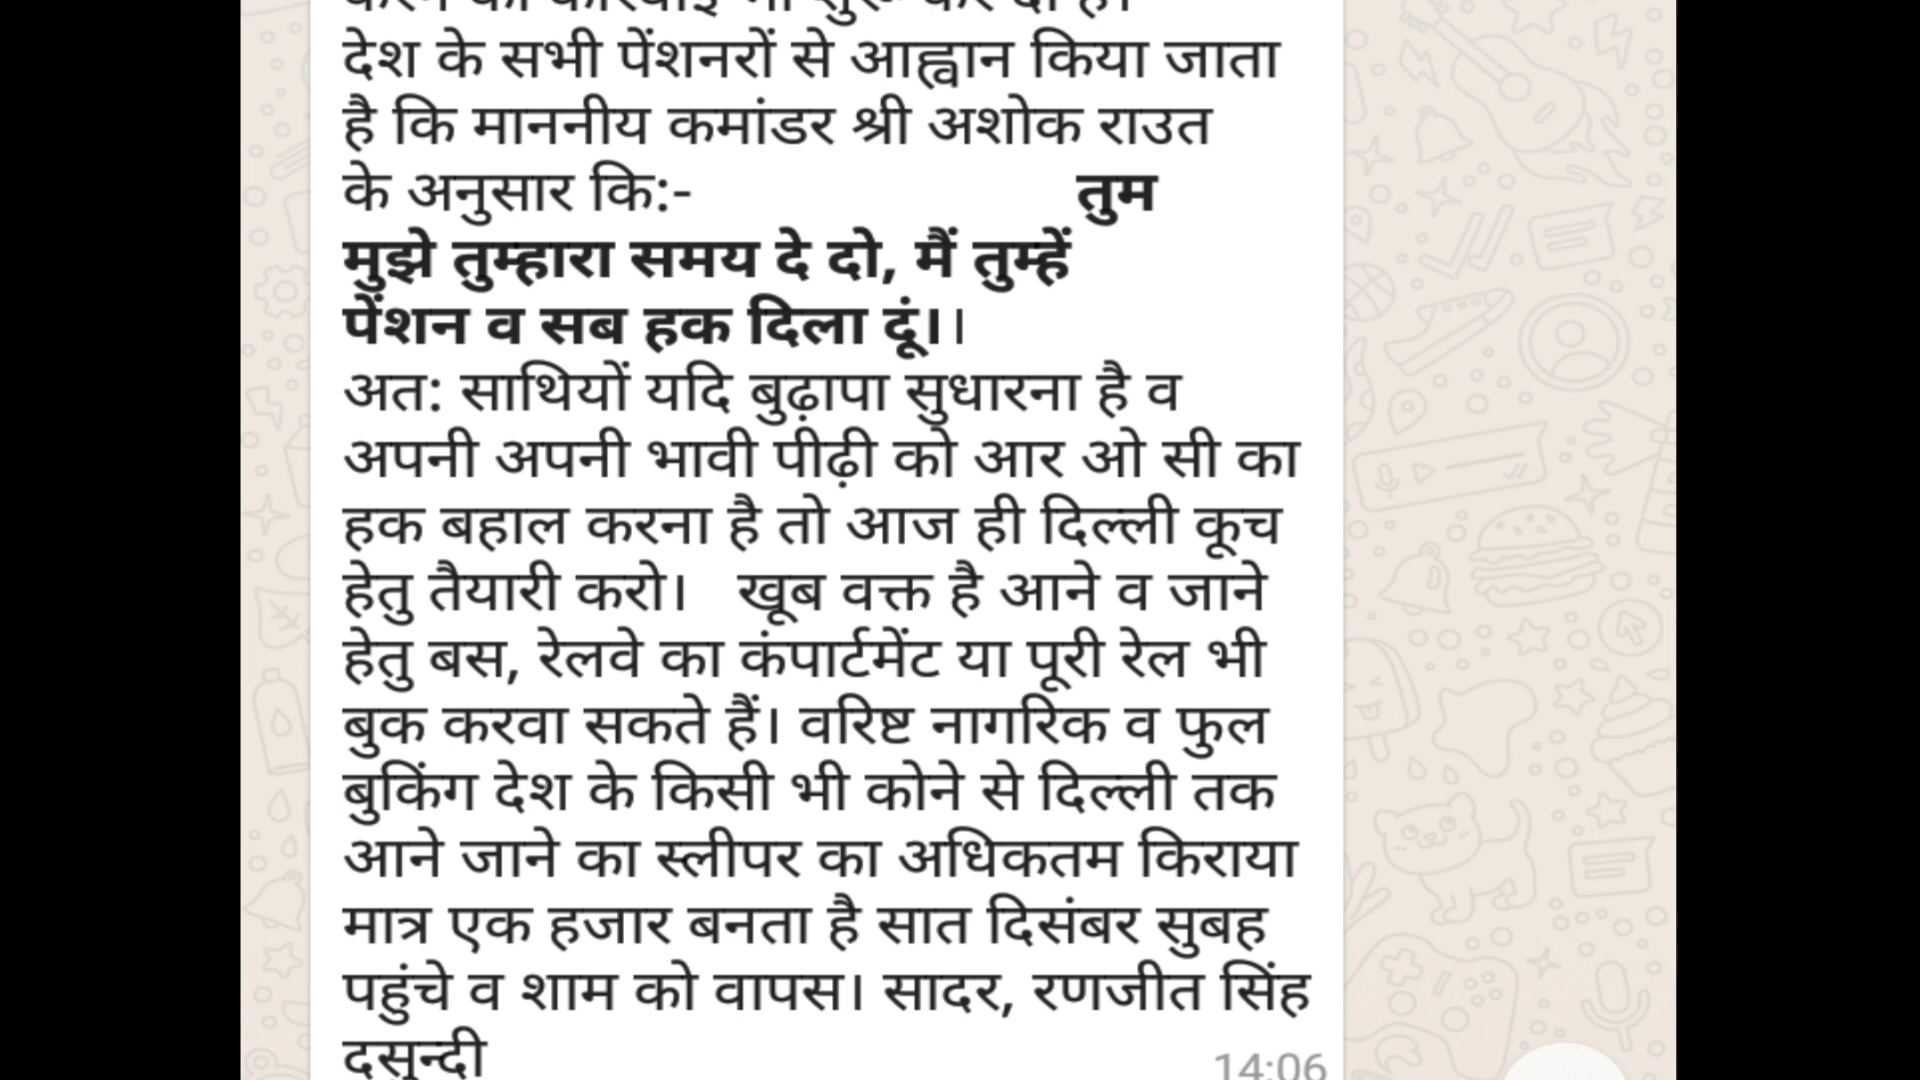 देश के सभी पेंशनरों से आह्वान किया जाता
है कि माननीय कमांडर श्री अशोक राउत
के अनुसार कि:- तुम
मुझे तुम्हारा समय दे दो, मैं तुम्हें
पेंशन व सब हक दिला दूं।।
अत: साथियों यदि बुढ़ापा सुधारना है व
अपनी अपनी भावी पीढ़ी को आर ओ सी का
हक बहाल करना है तो आज ही दिल्ली कूच
हेतु तैयारी करो। खूब वक्त है आने व जाने
हेतु बस, रेलवे का कंपार्टमेंट या पूरी रेल भी
बुक करवा सकते हैं। वरिष्ट नागरिक व फुल
बुकिंग देश के किसी भी कोने से दिल्ली तक
आने जाने का स्लीपर का अधिकतम किराया
मात्र एक हजार बनता है सात दिसंबर सुबह
पहुंचे व शाम को वापस। सादर, रणजीत सिंह
दसुन्दी
14:06